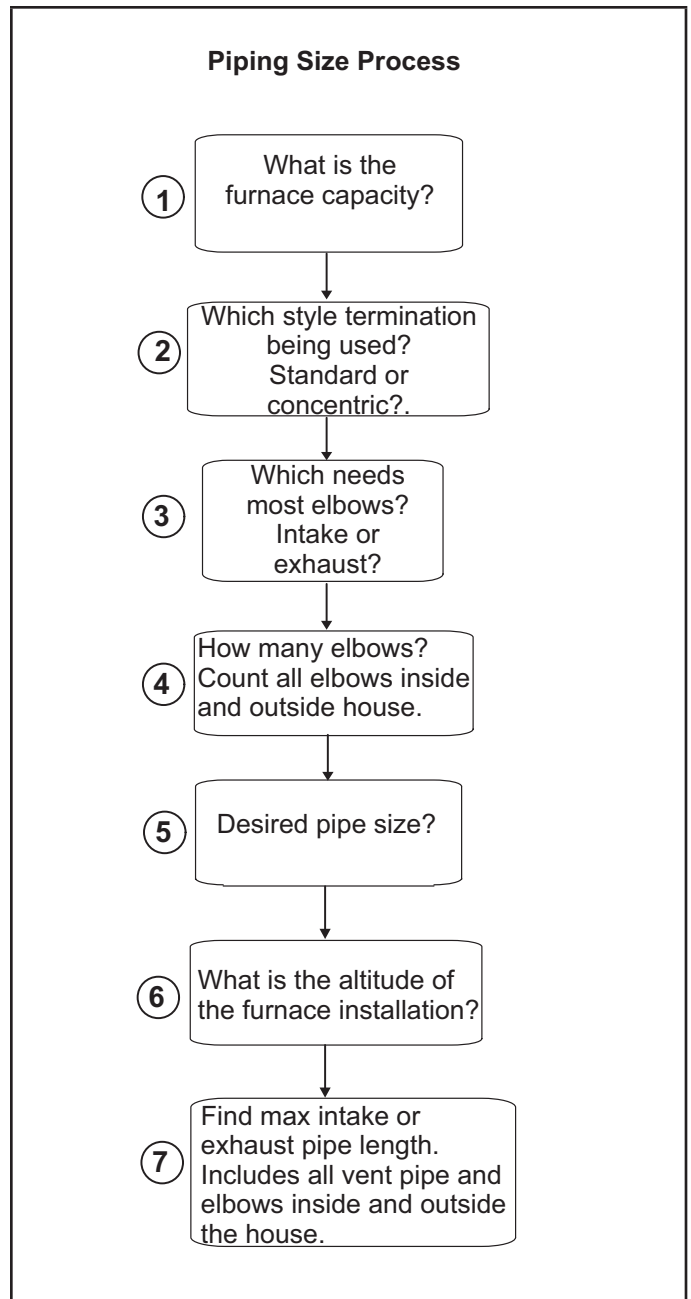 Piping Size Process
1
What is the
furnace capacity?
2
Which style termination
being used?
Standard or
concentric?.
3
Which needs
most elbows?
Intake or
exhaust?
4
How many elbows?
Count all elbows inside
and outside house.
5
Desired pipe size?
6
What is the altitude of
the furnace installation?
7
Find max intake or
exhaust pipe length.
Includes all vent pipe and
elbows inside and outside
the house.